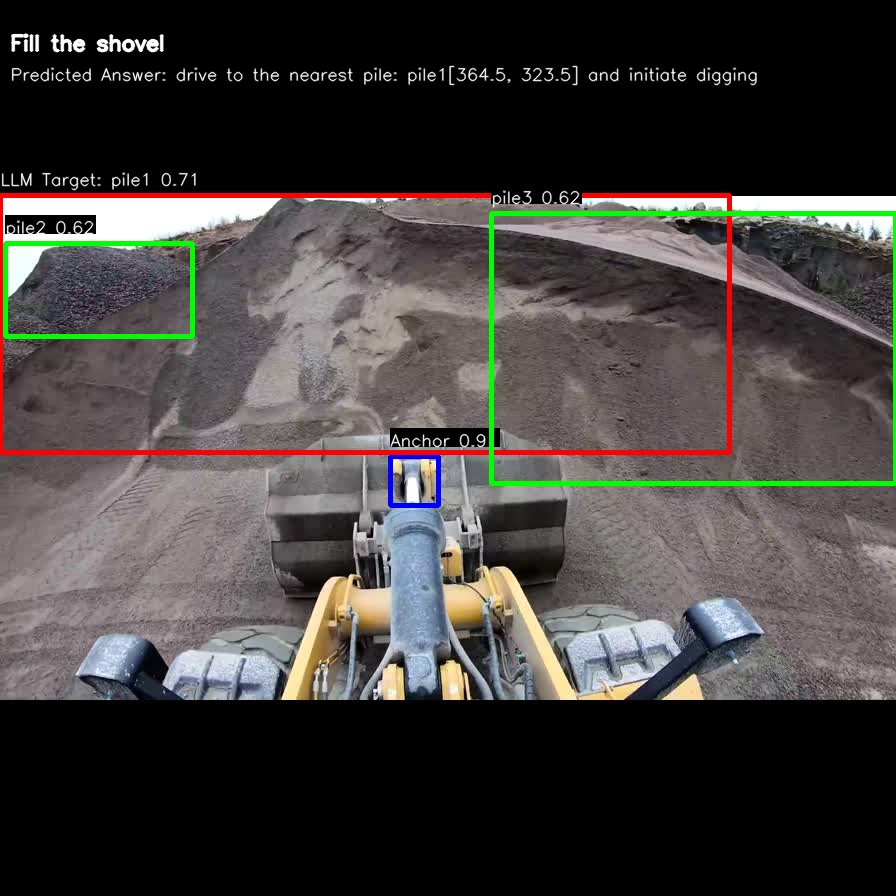 Fill the shovel
Predicted Answer: drive to the nearest pile: pile1[364.5, 323.5] and initiate digging
LLM Target: pile1 0.71
pile3 0.62
pile2 0.62
Anchor 0.9